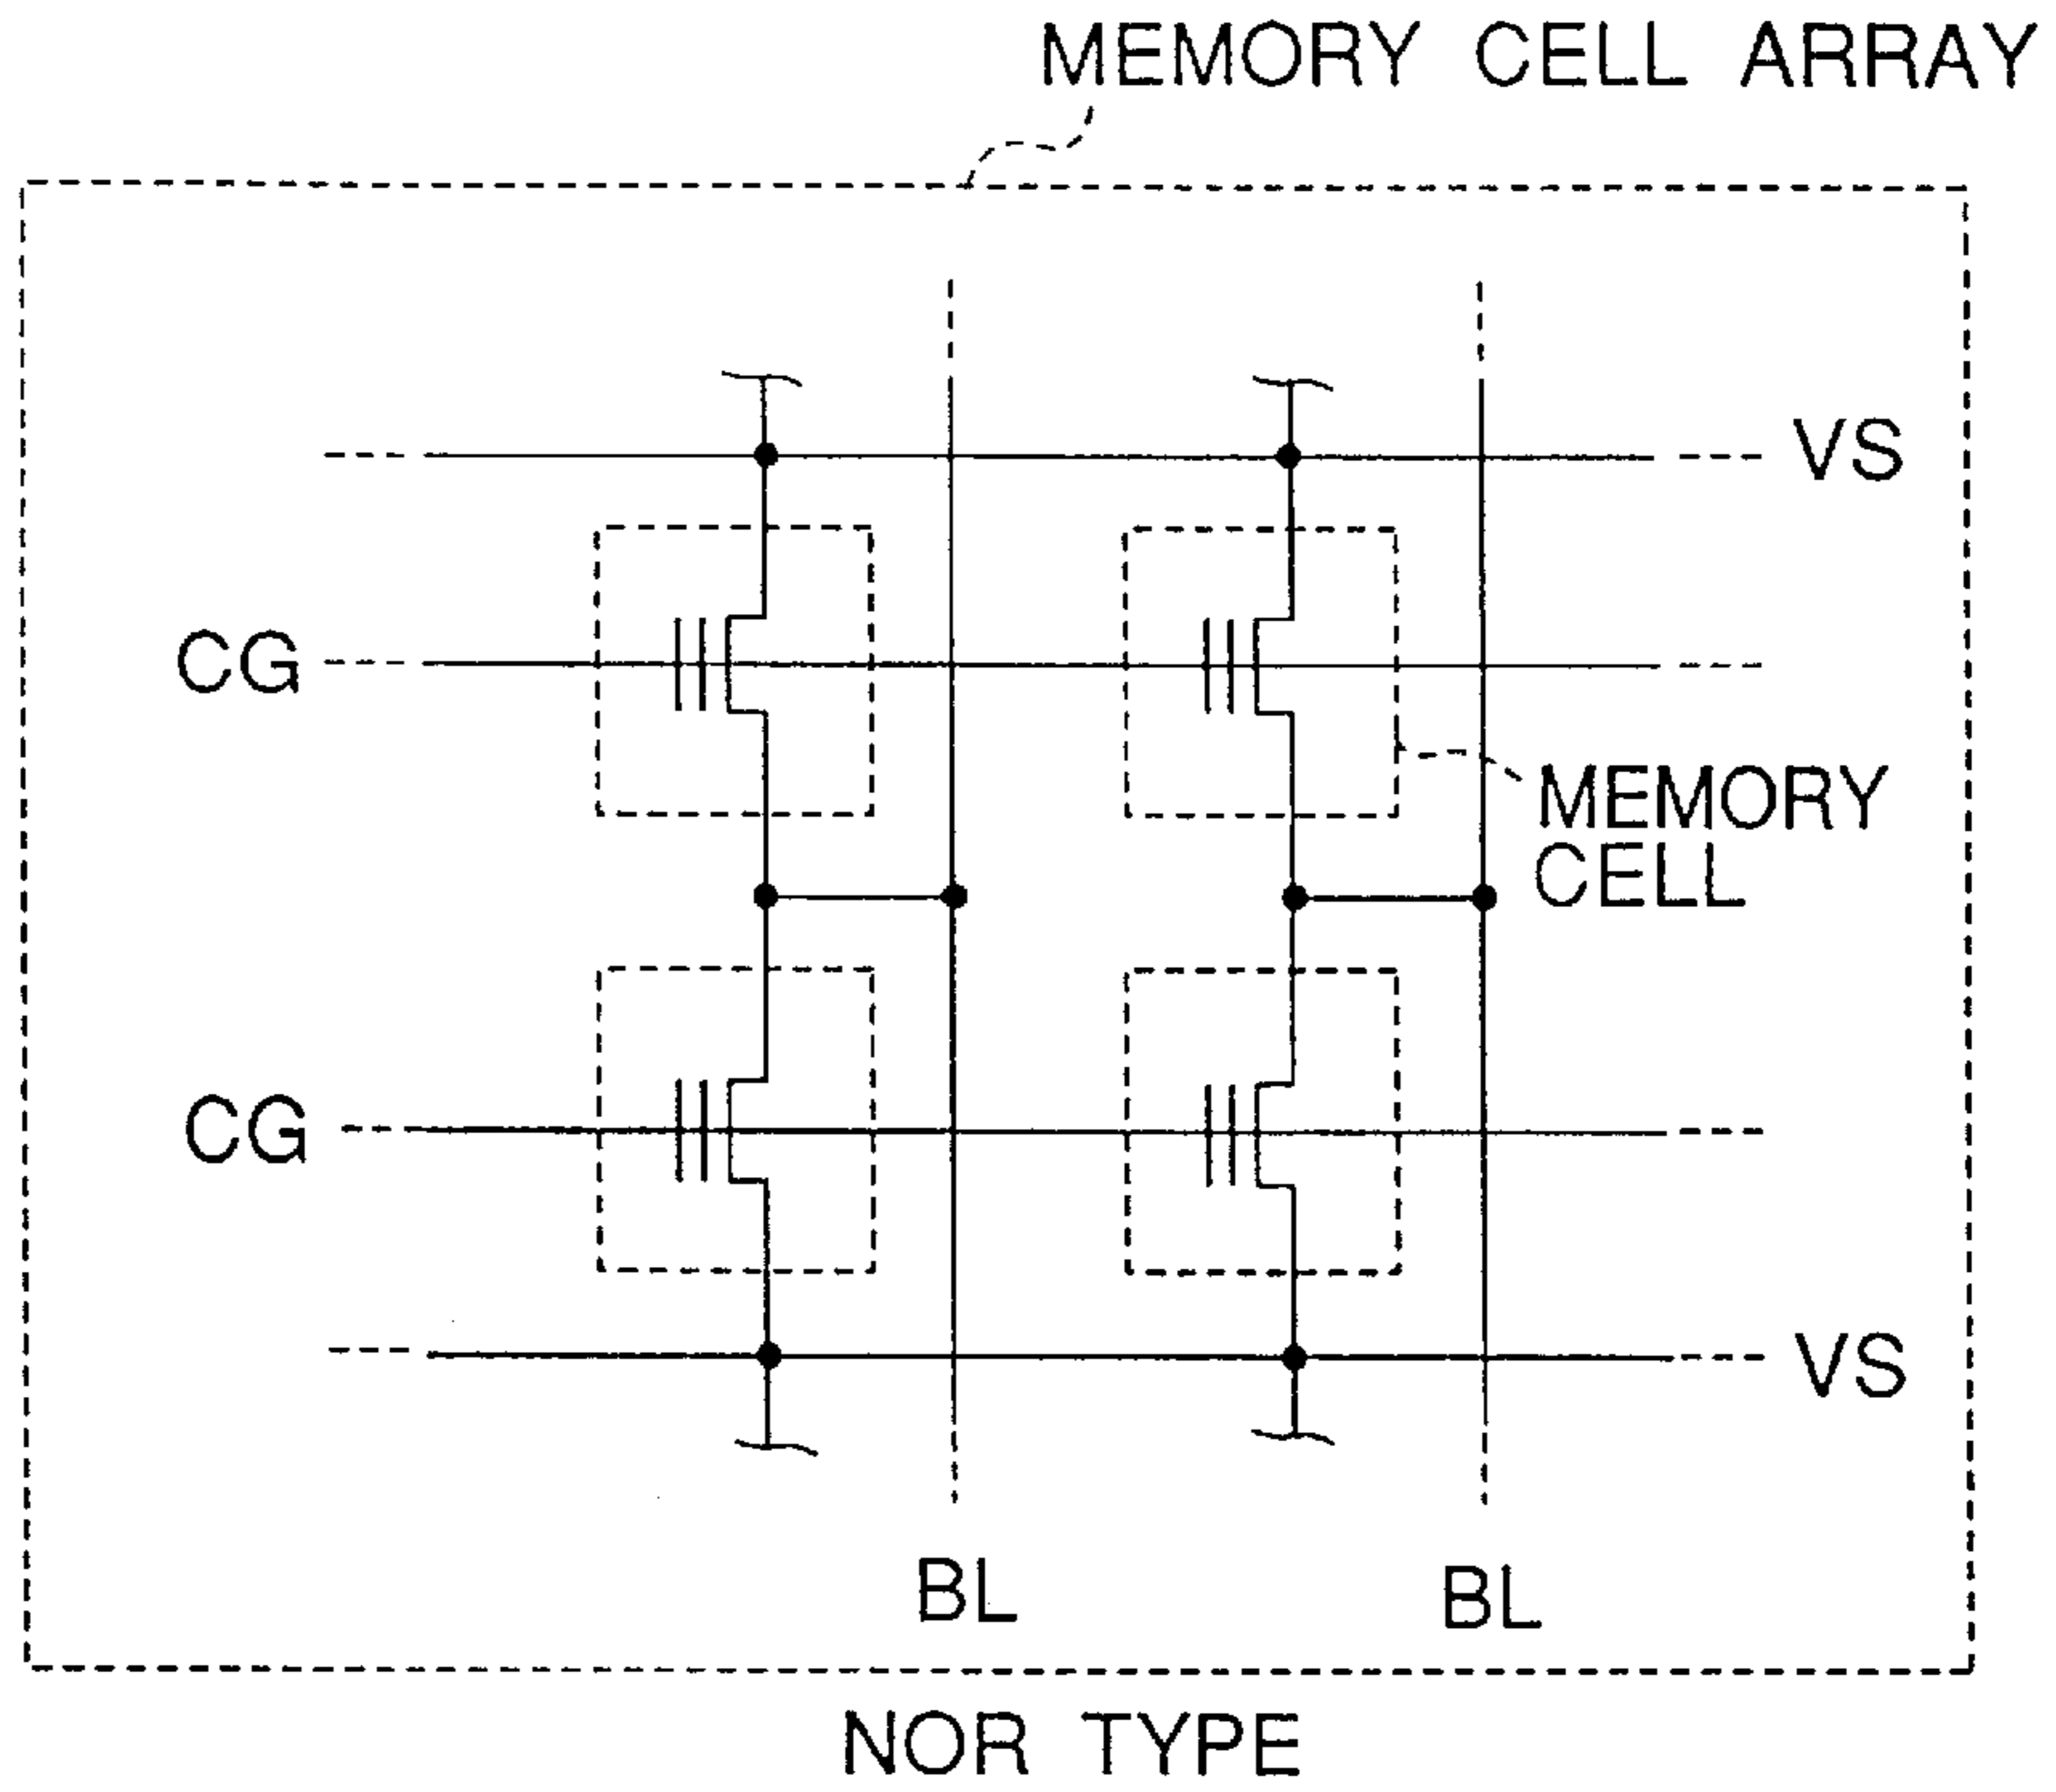 MEMORY CELL ARRAY
VS
CG
MEMORY
CELL
CG
VS
BL
BL
NOR TYPE